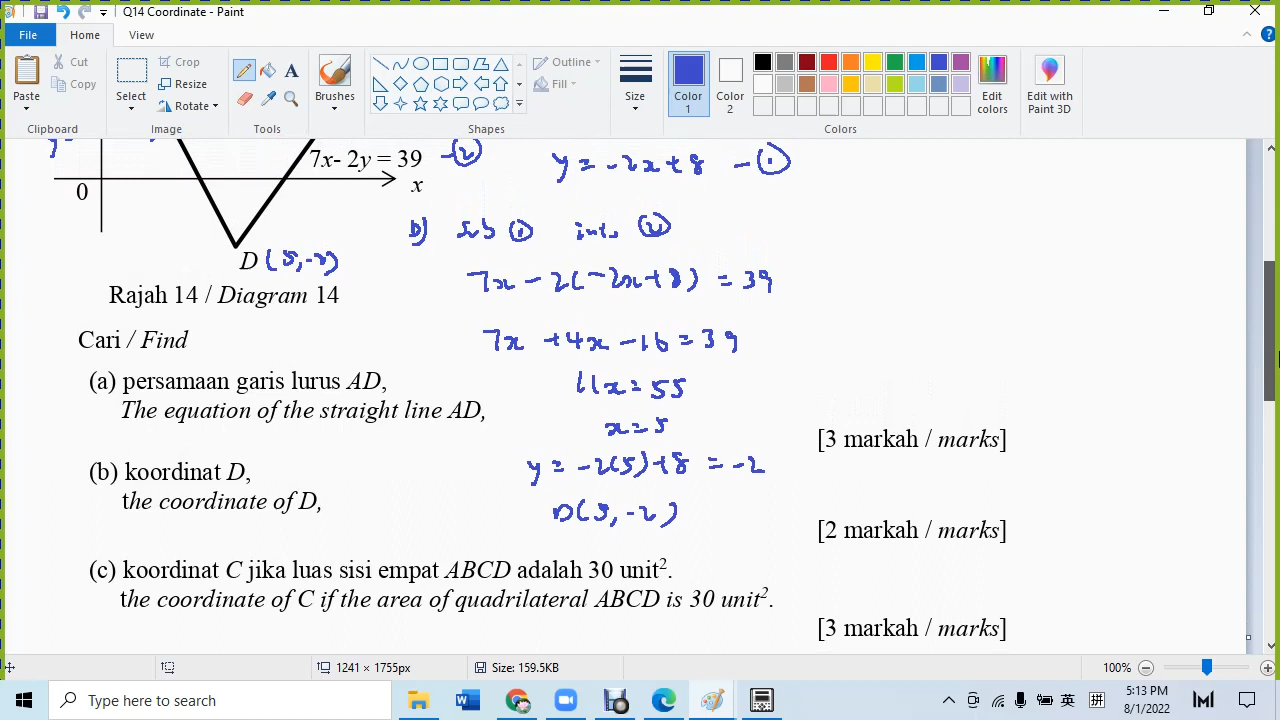 Q14 Coordinate - Paint
File Home View
Paste Cut Copy
Clipboard
Select Crop Resize Rotate
Image
A
Tools
Brushes
Outline Fill
Shapes
Size
Color 1
Color 2
Edit colors
Colors
Edit with Paint 3D
7x- 2y = 39 - ②
x
0
D (5, -2)
y = -2x + 8 - ①
b) sub ① into ②
7x - 2(-2x + 8) = 39
7x + 4x - 16 = 39
11x = 55
x = 5
y = -2(5) + 8 = -2
D(5, -2)
Rajah 14 / Diagram 14
Cari / Find
(a) persamaan garis lurus AD,
The equation of the straight line AD,
[3 markah / marks]
(b) koordinat D,
the coordinate of D,
[2 markah / marks]
(c) koordinat C jika luas sisi empat ABCD adalah 30 unit².
the coordinate of C if the area of quadrilateral ABCD is 30 unit².
[3 markah / marks]
1241 × 1755px Size: 159.5KB 100%
Type here to search
英 拼 5:13 PM
8/1/2022